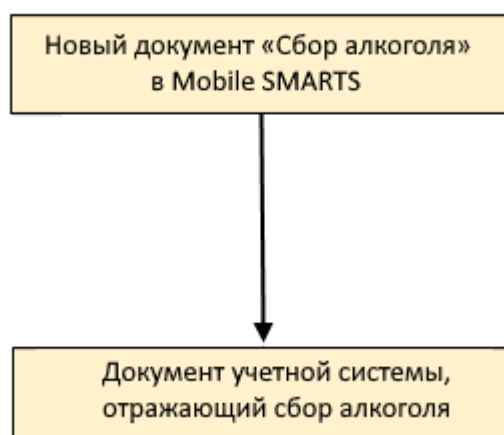 Новый документ «Сбор алкоголя»
в Mobile SMARTS
Документ учетной системы,
отражающий сбор алкоголя